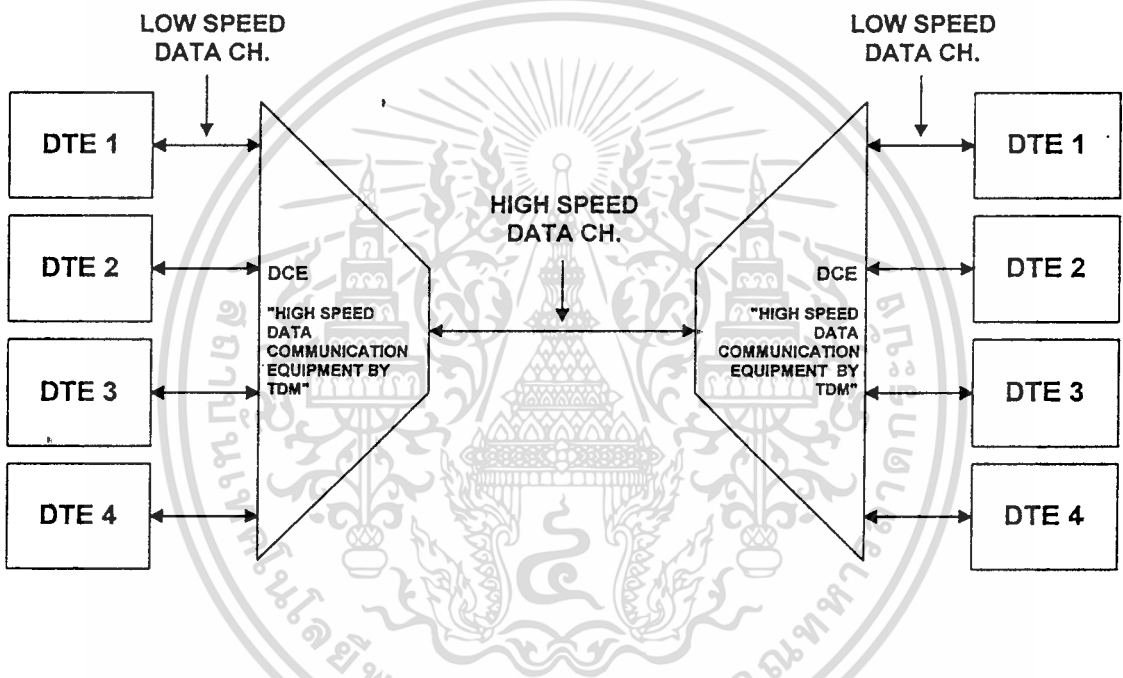 LOW SPEED
DATA CH.
LOW SPEED
DATA CH.
DTE 1
DTE 2
DTE 3
DTE 4
HIGH SPEED
DATA CH.
DCE
"HIGH SPEED
DATA
COMMUNICATION
EQUIPMENT BY
TDM"
DCE
"HIGH SPEED
DATA
COMMUNICATION
EQUIPMENT BY
TDM"
DTE 1
DTE 2
DTE 3
DTE 4